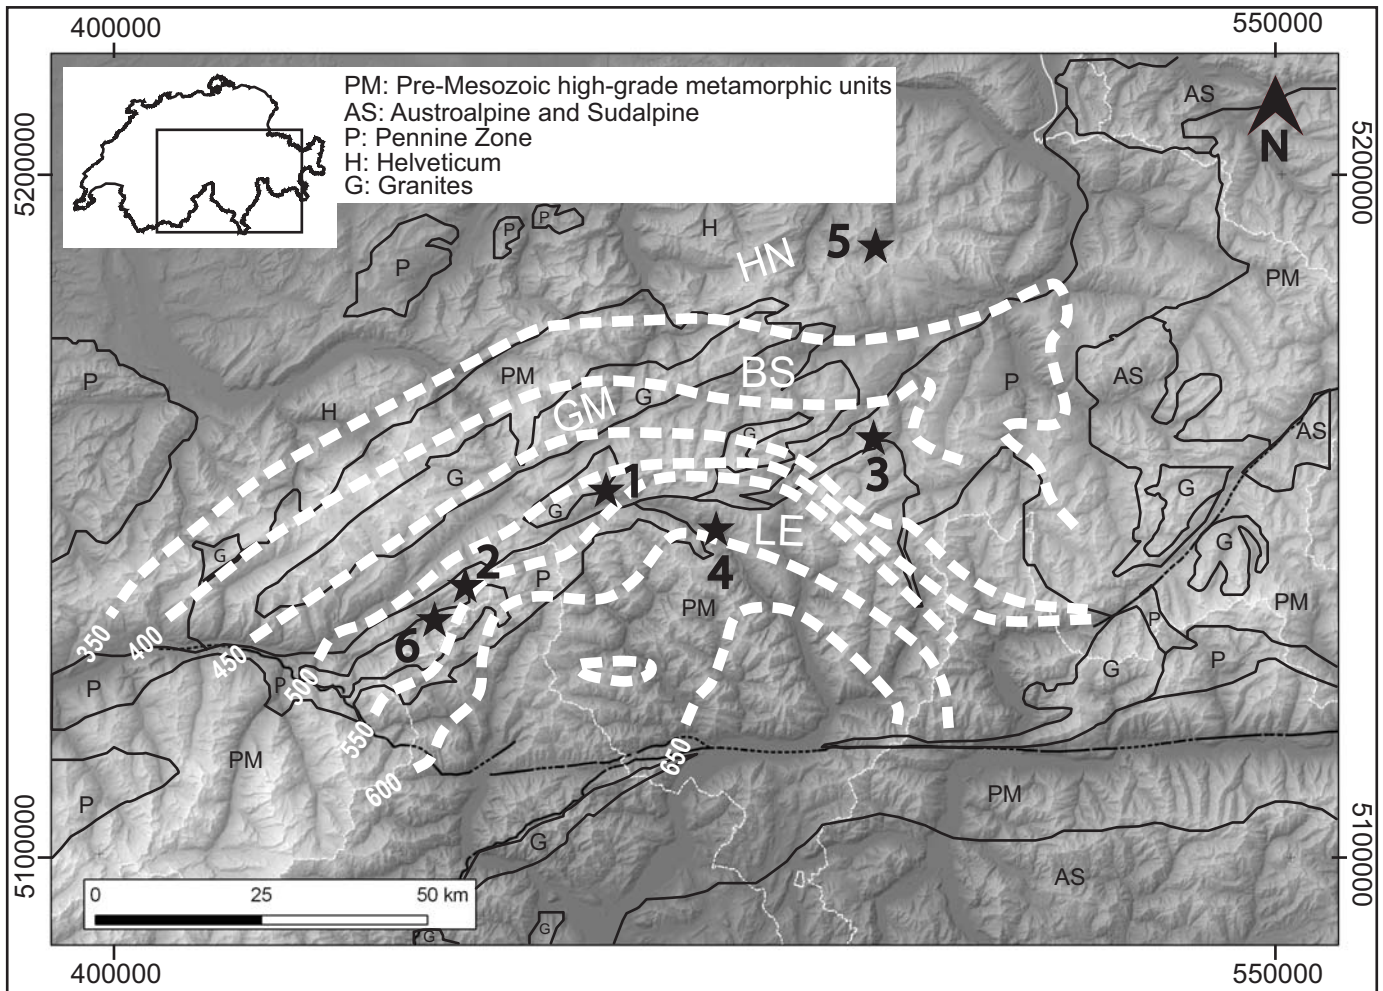 400000
550000
PM: Pre-Mesozoic high-grade metamorphic units
AS: Austroalpine and Sudalpine
P: Pennine Zone
H: Helveticum
G: Granites
AS
N
5200000
5200000
P
P
H
HN
5
P
PM
PM
BS
P
AS
P
H
G
GM
G
AS
3
G
1
G
G
LE
G
2
4
G
P
PM
PM
6
P
350
400
450
500
P
P
G
P
550
PM
650
600
PM
P
5100000
5100000
G
AS
0
25
50 km
G
G
400000
550000